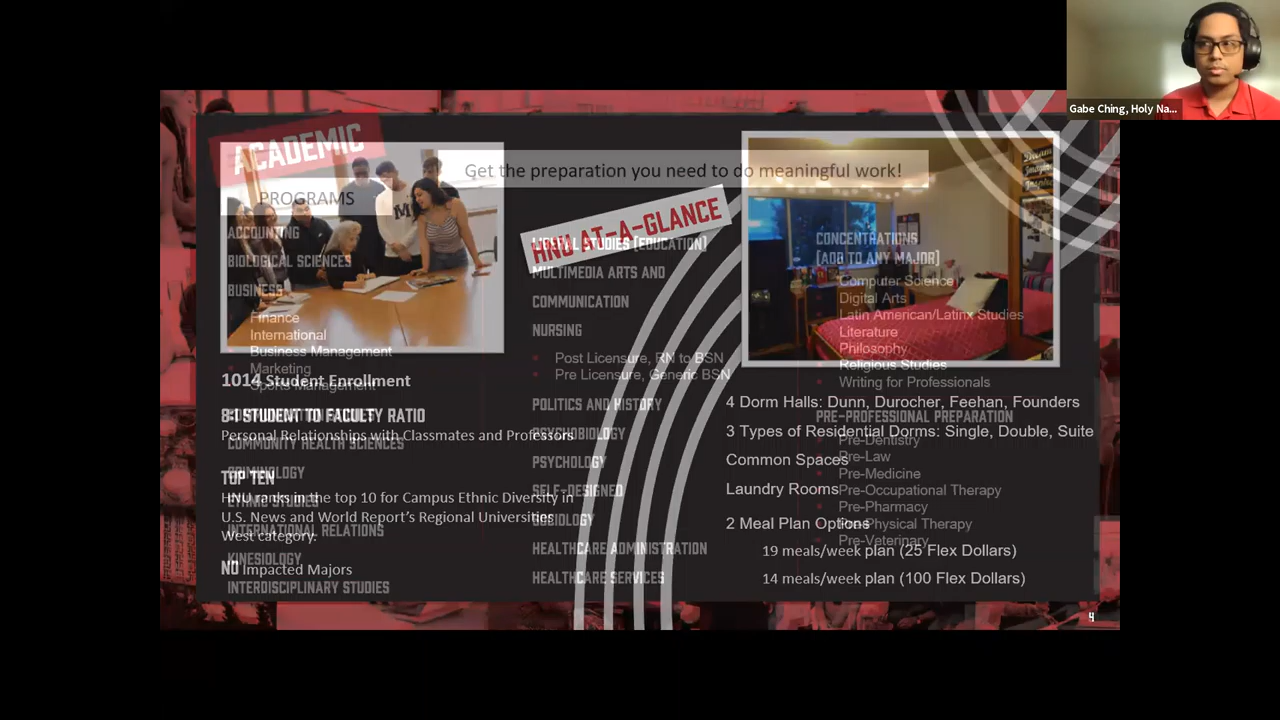 Gabe Ching, Holy Na...
ACADEMIC
PROGRAMS
Get the preparation you need to do meaningful work!
HNU AT-A-GLANCE
ACCOUNTING
BIOLOGICAL SCIENCES
BUSINESS
Finance
International
Business Management
Marketing
Sports Management
1014 Student Enrollment
8:1 STUDENT TO FACULTY RATIO
Personal Relationships with Classmates and Professors
COMMUNITY HEALTH SCIENCES
CRIMINOLOGY
TOP TEN
HNU ranks in the top 10 for Campus Ethnic Diversity in
U.S. News and World Report’s Regional Universities
West category.
ETHNIC STUDIES
INTERNATIONAL RELATIONS
KINESIOLOGY
NO Impacted Majors
INTERDISCIPLINARY STUDIES
LIBERAL STUDIES (EDUCATION)
MULTIMEDIA ARTS AND
COMMUNICATION
NURSING
Post Licensure, RN to BSN
Pre Licensure, Generic BSN
POLITICS AND HISTORY
PSYCHOBIOLOGY
PSYCHOLOGY
SELF-DESIGNED
SOCIOLOGY
HEALTHCARE ADMINISTRATION
HEALTHCARE SERVICES
Dream
Imagine
Inspire
CONCENTRATIONS
(ADD TO ANY MAJOR)
Computer Science
Digital Arts
Latin American/Latinx Studies
Literature
Philosophy
Religious Studies
Writing for Professionals
PRE-PROFESSIONAL PREPARATION
Pre-Dentistry
Pre-Law
Pre-Medicine
Pre-Occupational Therapy
Pre-Pharmacy
Pre-Physical Therapy
Pre-Veterinary
4 Dorm Halls: Dunn, Durocher, Feehan, Founders
3 Types of Residential Dorms: Single, Double, Suite
Common Spaces
Laundry Rooms
2 Meal Plan Options
19 meals/week plan (25 Flex Dollars)
14 meals/week plan (100 Flex Dollars)